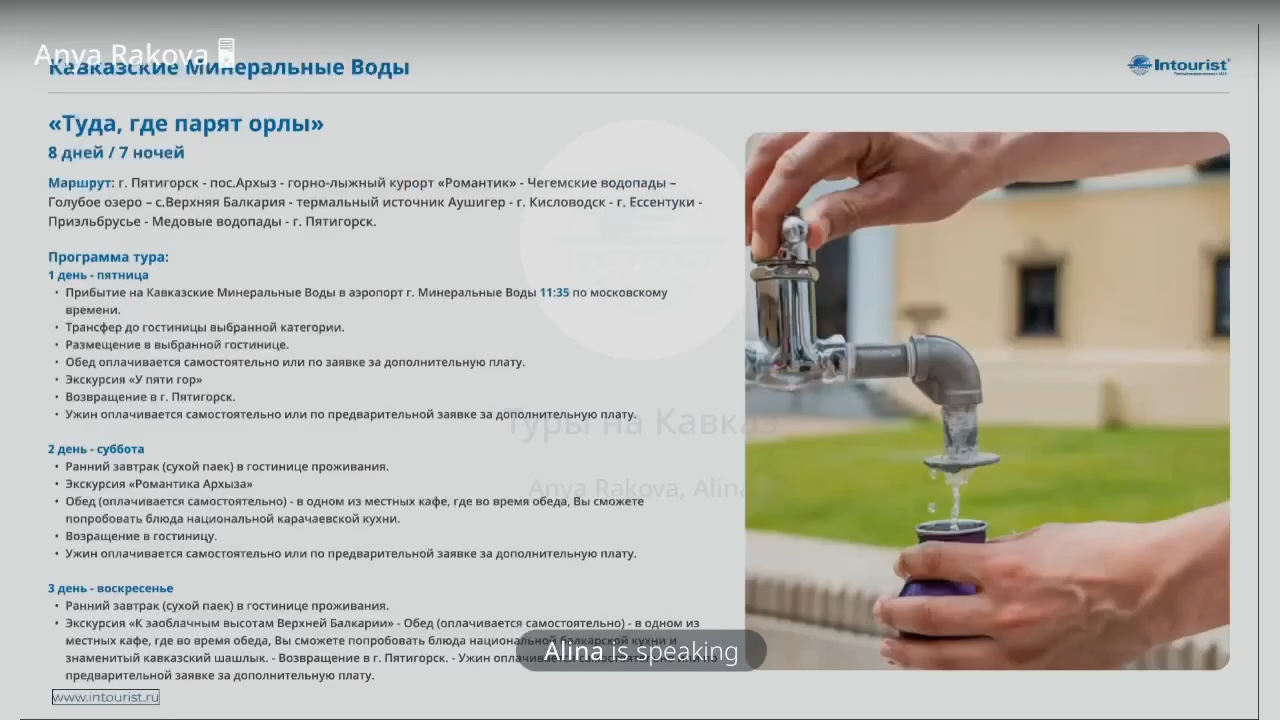 Anya Rakova
Кавказские Минеральные Воды
Intourist
«Туда, где парят орлы»
8 дней / 7 ночей
Маршрут: г. Пятигорск - пос.Архыз - горно-лыжный курорт «Романтик» - Чегемские водопады –
Голубое озеро – с.Верхняя Балкария - термальный источник Аушигер - г. Кисловодск - г. Ессентуки -
Приэльбрусье - Медовые водопады - г. Пятигорск.
Программа тура:
1 день - пятница
• Прибытие на Кавказские Минеральные Воды в аэропорт г. Минеральные Воды 11:35 по московскому
времени.
• Трансфер до гостиницы выбранной категории.
• Размещение в выбранной гостинице.
• Обед оплачивается самостоятельно или по заявке за дополнительную плату.
• Экскурсия «У пяти гор»
• Возвращение в г. Пятигорск.
• Ужин оплачивается самостоятельно или по предварительной заявке за дополнительную плату.
Туры на Кавказ
2 день - суббота
• Ранний завтрак (сухой паек) в гостинице проживания.
• Экскурсия «Романтика Архыза»
Anya Rakova, Alina
• Обед (оплачивается самостоятельно) - в одном из местных кафе, где во время обеда, Вы сможете
попробовать блюда национальной карачаевской кухни.
• Возращение в гостиницу.
• Ужин оплачивается самостоятельно или по предварительной заявке за дополнительную плату.
3 день - воскресенье
• Ранний завтрак (сухой паек) в гостинице проживания.
• Экскурсия «К заоблачным высотам Верхней Балкарии» - Обед (оплачивается самостоятельно) - в одном из
местных кафе, где во время обеда, Вы сможете попробовать блюда национальной балкарской кухни и
знаменитый кавказский шашлык. - Возвращение в г. Пятигорск. - Ужин
предварительной заявке за дополнительную плату.
Alina is speaking
www.intourist.ru